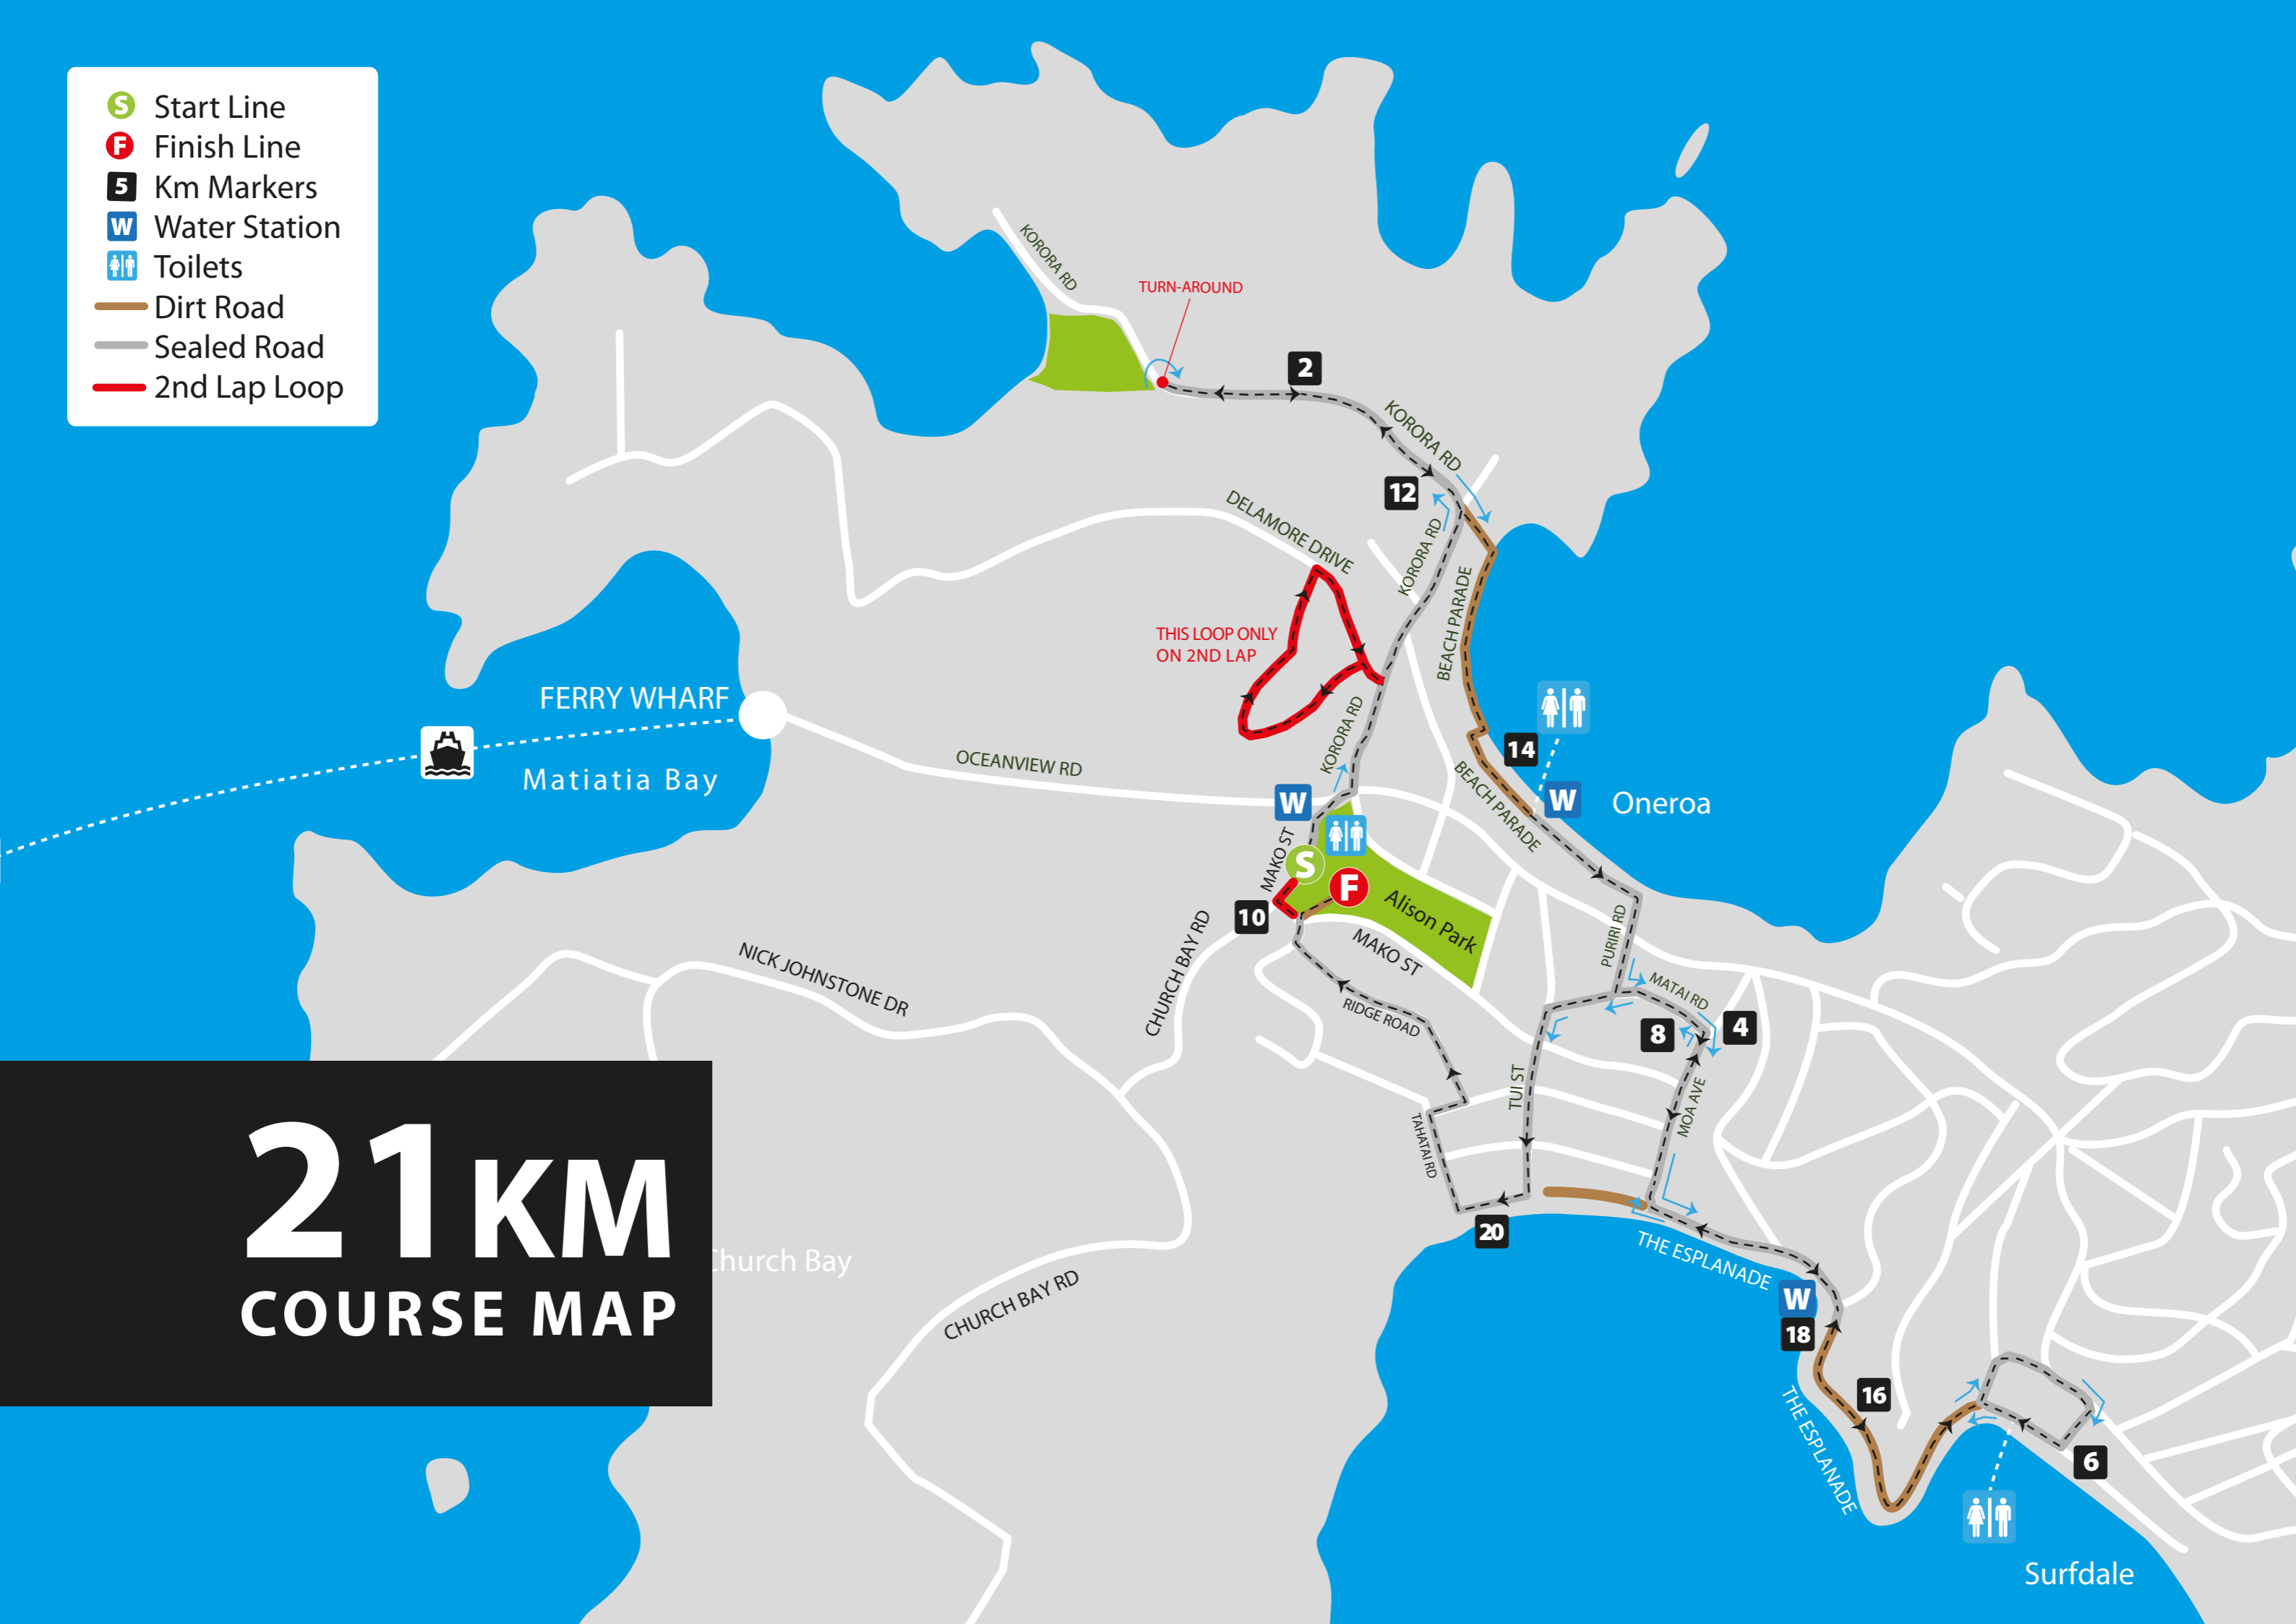 S Start Line
F Finish Line
5 Km Markers
W Water Station
Toilets
Dirt Road
Sealed Road
2nd Lap Loop
KORORA RD
TURN-AROUND
2
KORORA RD
12
DELAMORE DRIVE
KORORA RD
BEACH PARADE
THIS LOOP ONLY
ON 2ND LAP
FERRY WHARF
Matiatia Bay
OCEANVIEW RD
KORORA RD
14
BEACH PARADE
W
W
Oneroa
MAKO ST
S
F
Alison Park
10
MAKO ST
CHURCH BAY RD
NICK JOHNSTONE DR
RIDGE ROAD
PURIRI RD
MATAI RD
8
4
TUI ST
MOA AVE
TAHATAI RD
20
THE ESPLANADE
W
18
16
THE ESPLANADE
6
Surfdale
21KM
COURSE MAP
Church Bay
CHURCH BAY RD